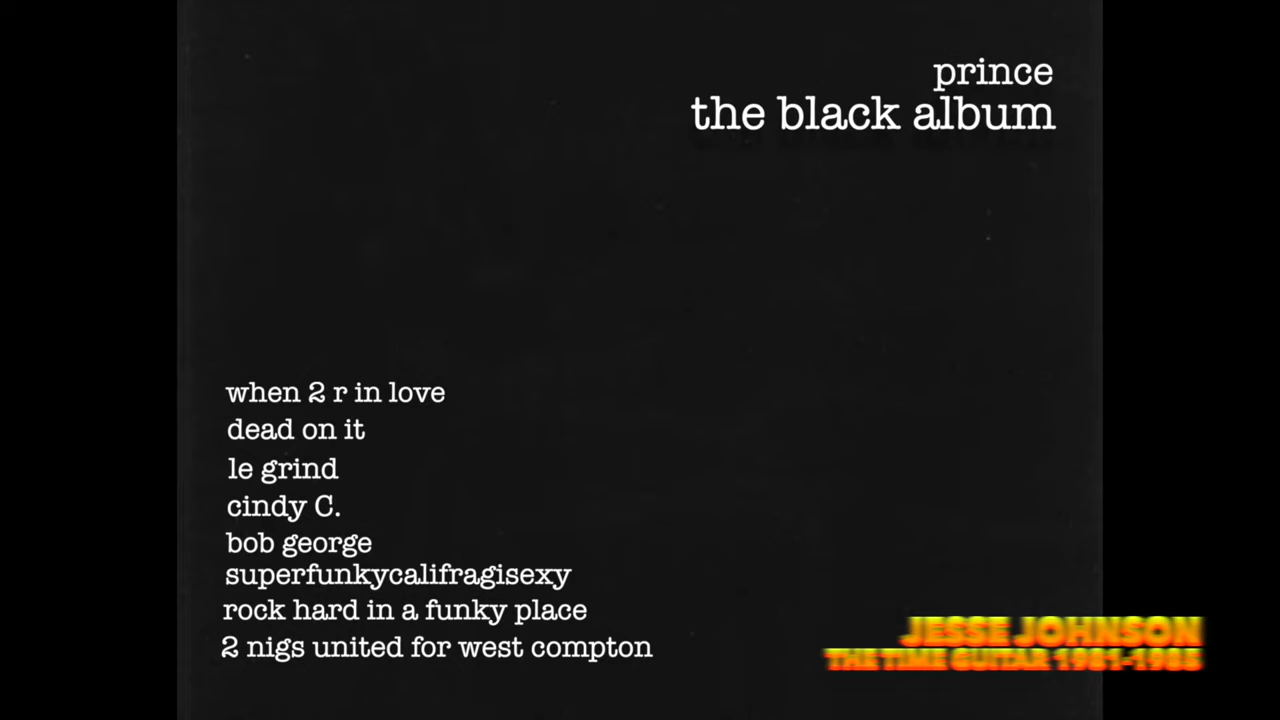 prince
the black album
when 2 r in love
dead on it
le grind
cindy C.
bob george
superfunkycalifragisexy
rock hard in a funky place
2 nigs united for west compton
JESSE JOHNSON
THE TIME GUITAR 1981-1985